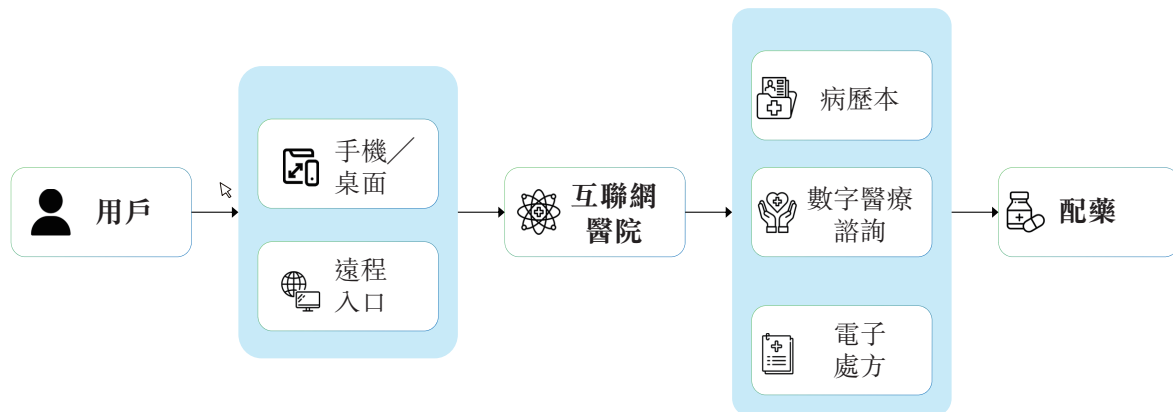 用戶
手機／
桌面
遠程
入口
互聯網
醫院
病歷本
數字醫療
諮詢
電子
處方
配藥